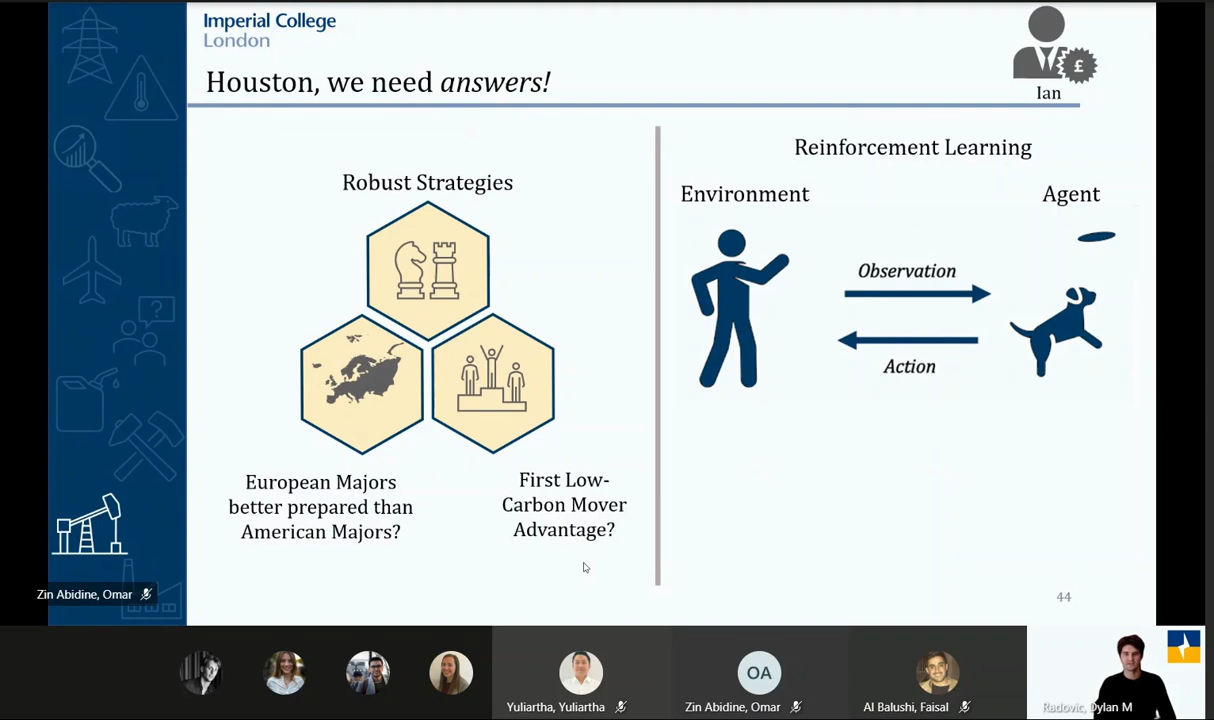 Imperial College
London
Houston, we need answers!
£
Ian
Robust Strategies
European Majors
better prepared than
American Majors?
First Low-
Carbon Mover
Advantage?
Reinforcement Learning
Environment
Agent
Observation
Action
?
44
Zin Abidine, Omar
Yuliartha, Yuliartha
OA
Zin Abidine, Omar
Al Balushi, Faisal
Radovic, Dylan M